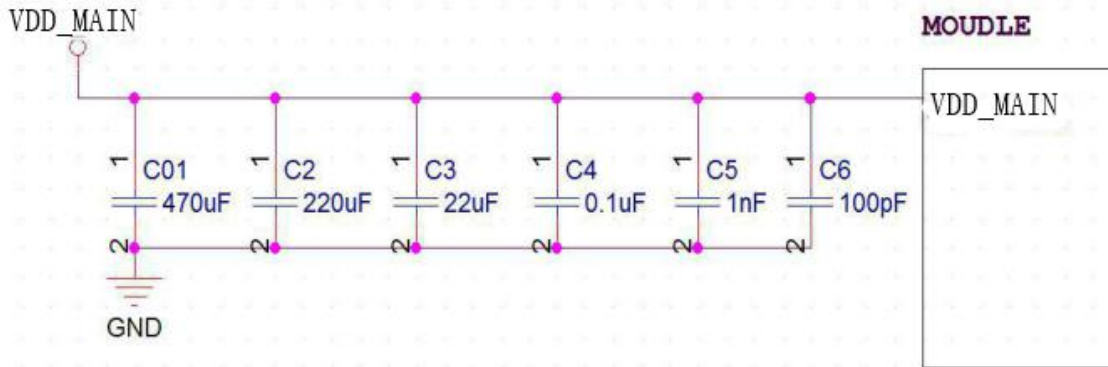 VDD_MAIN
MOUDLE
VDD_MAIN
1 C01 470uF 2
1 C2 220uF 2
1 C3 22uF 2
1 C4 0.1uF 2
1 C5 1nF 2
1 C6 100pF 2
GND